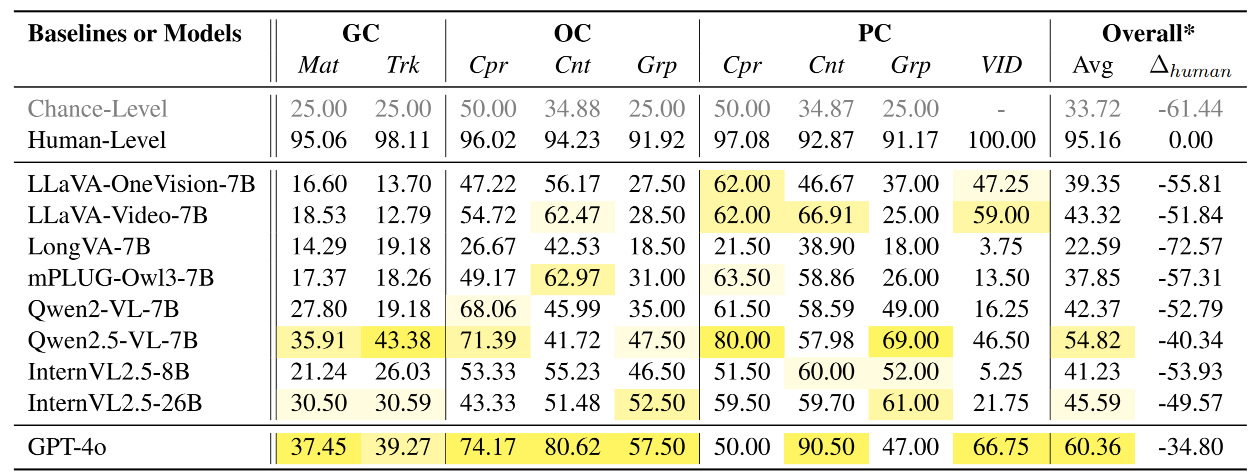 Baselines or Models GC OC PC Overall*
Mat Trk Cpr Cnt Grp Cpr Cnt Grp VID Avg Δhuman
Chance-Level 25.00 25.00 50.00 34.88 25.00 50.00 34.87 25.00 - 33.72 -61.44
Human-Level 95.06 98.11 96.02 94.23 91.92 97.08 92.87 91.17 100.00 95.16 0.00
LLaVA-OneVision-7B 16.60 13.70 47.22 56.17 27.50 62.00 46.67 37.00 47.25 39.35 -55.81
LLaVA-Video-7B 18.53 12.79 54.72 62.47 28.50 62.00 66.91 25.00 59.00 43.32 -51.84
LongVA-7B 14.29 19.18 26.67 42.53 18.50 21.50 38.90 18.00 3.75 22.59 -72.57
mPLUG-Owl3-7B 17.37 18.26 49.17 62.97 31.00 63.50 58.86 26.00 13.50 37.85 -57.31
Qwen2-VL-7B 27.80 19.18 68.06 45.99 35.00 61.50 58.59 49.00 16.25 42.37 -52.79
Qwen2.5-VL-7B 35.91 43.38 71.39 41.72 47.50 80.00 57.98 69.00 46.50 54.82 -40.34
InternVL2.5-8B 21.24 26.03 53.33 55.23 46.50 51.50 60.00 52.00 5.25 41.23 -53.93
InternVL2.5-26B 30.50 30.59 43.33 51.48 52.50 59.50 59.70 61.00 21.75 45.59 -49.57
GPT-4o 37.45 39.27 74.17 80.62 57.50 50.00 90.50 47.00 66.75 60.36 -34.80